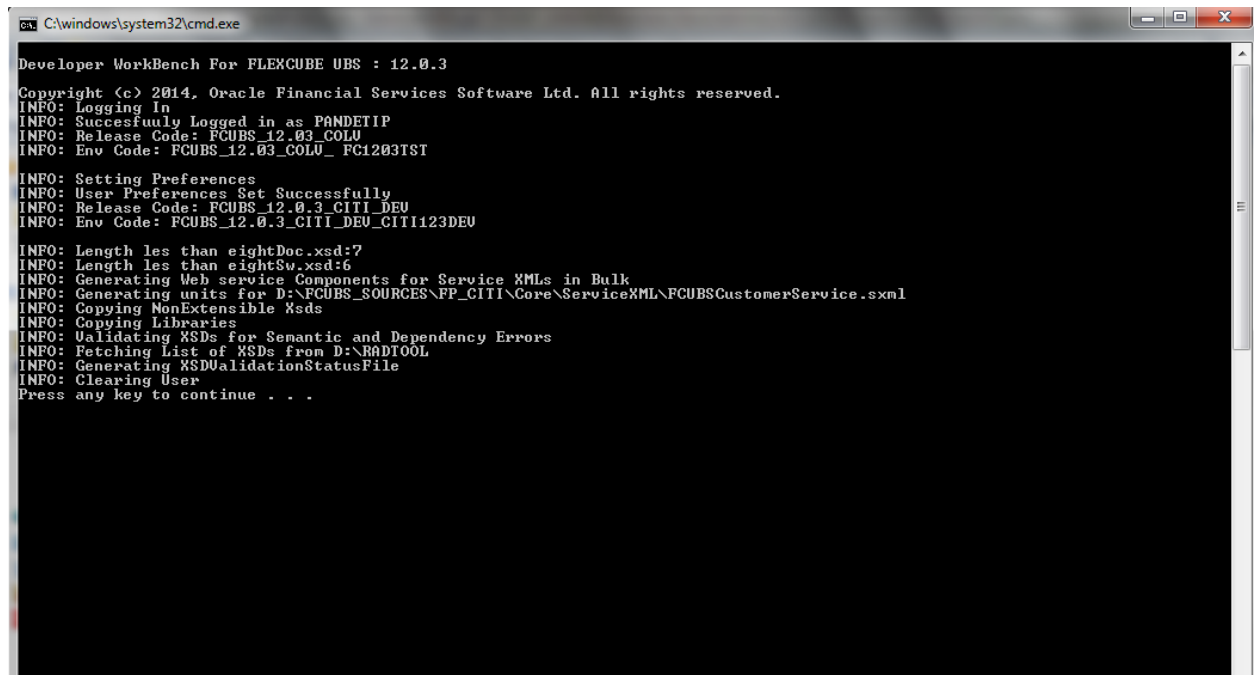 C:\windows\system32\cmd.exe
Developer WorkBench For FLEXCUBE UBS : 12.0.3
Copyright (c) 2014, Oracle Financial Services Software Ltd. All rights reserved.
INFO: Logging In
INFO: Succesfuuly Logged in as PANDETIP
INFO: Release Code: FCUBS_12.03_COLV
INFO: Env Code: FCUBS_12.03_COLV_ FC1203TST
INFO: Setting Preferences
INFO: User Preferences Set Successfully
INFO: Release Code: FCUBS_12.0.3_CITI_DEV
INFO: Env Code: FCUBS_12.0.3_CITI_DEV_CITI123DEV
INFO: Length les than eightDoc.xsd:7
INFO: Length les than eightSw.xsd:6
INFO: Generating Web service Components for Service XMLs in Bulk
INFO: Generating units for D:\FCUBS_SOURCES\FP_CITI\Core\ServiceXML\FCUBSCustomerService.sxml
INFO: Copying NonExtensible Xsds
INFO: Copying Libraries
INFO: Validating XSDs for Semantic and Dependency Errors
INFO: Fetching List of XSDs from D:\RADTOOL
INFO: Generating XSDValidationStatusFile
INFO: Clearing User
Press any key to continue . . .